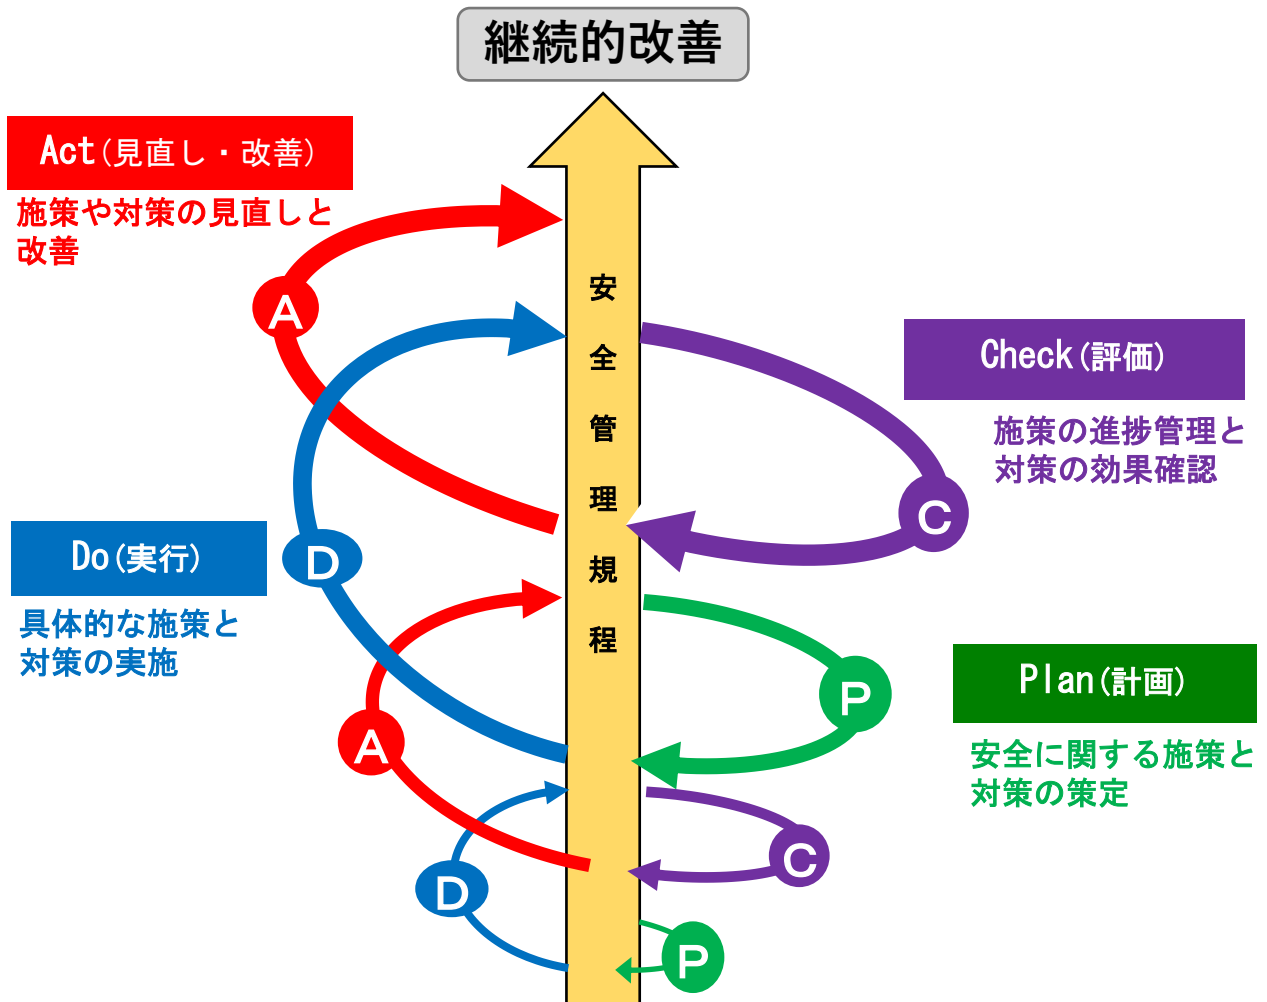 継続的改善
Act(見直し・改善)
施策や対策の見直しと
改善
A
安
全
管
理
規
程
Check(評価)
施策の進捗管理と
対策の効果確認
C
Do(実行)
具体的な施策と
対策の実施
D
Plan(計画)
安全に関する施策と
対策の策定
P
A
C
D
P